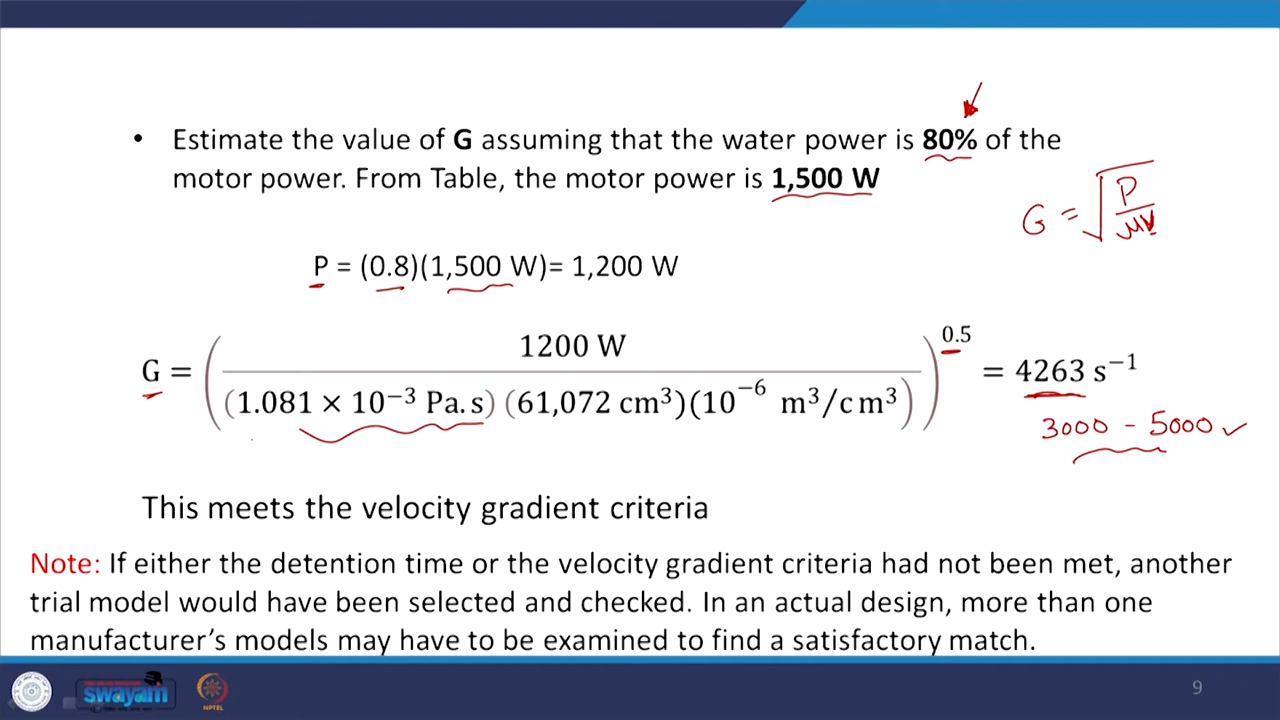 • Estimate the value of G assuming that the water power is 80% of the
motor power. From Table, the motor power is 1,500 W
G = √(P/μV)
P = (0.8)(1,500 W)= 1,200 W
G = (1200 W / (1.081 × 10⁻³ Pa.s) (61,072 cm³)(10⁻⁶ m³/cm³))^0.5 = 4263 s⁻¹
3000 - 5000 ✓
This meets the velocity gradient criteria
Note: If either the detention time or the velocity gradient criteria had not been met, another
trial model would have been selected and checked. In an actual design, more than one
manufacturer’s models may have to be examined to find a satisfactory match.
swayam
NPTEL
9